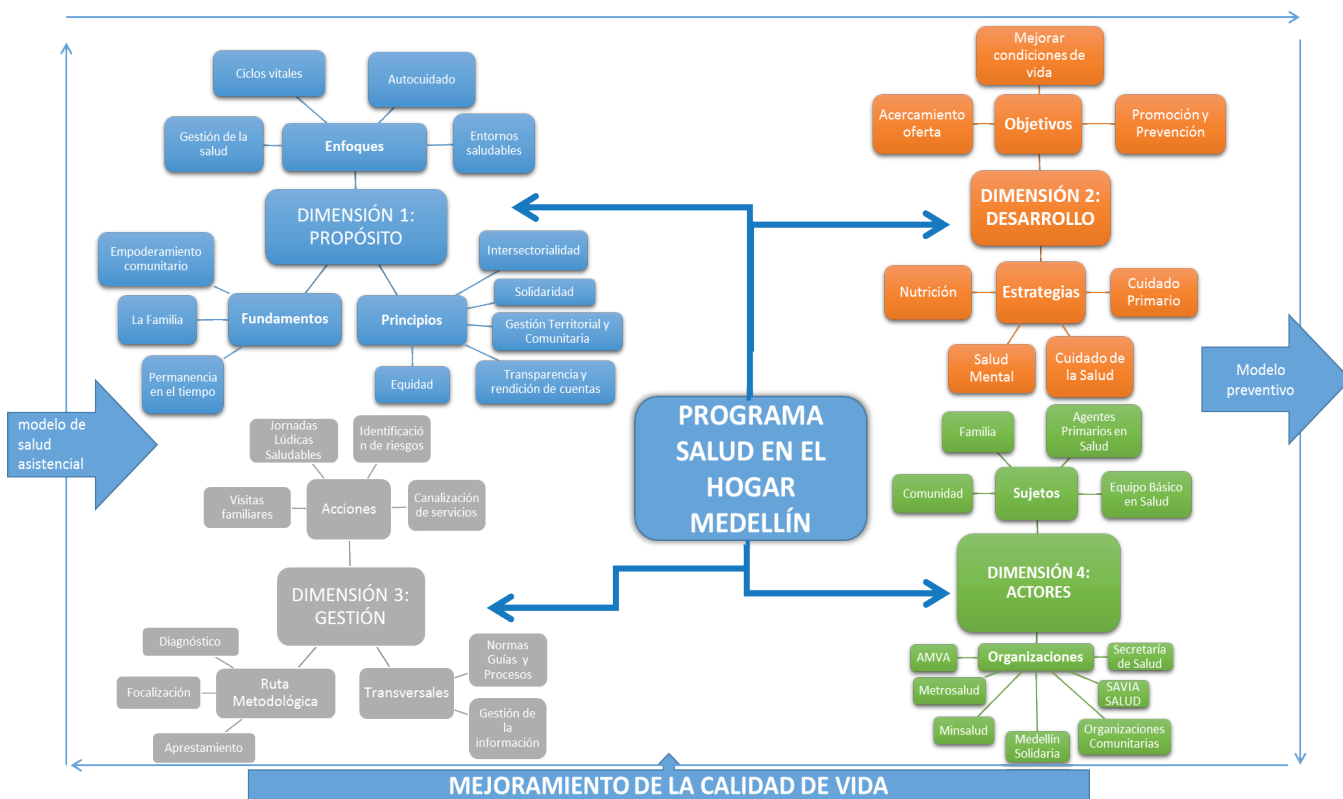 Ciclos vitales
Autocuidado
Gestión de la
salud
Enfoques
Entornos
saludables
DIMENSIÓN 1:
PROPÓSITO
Empoderamiento
comunitario
La Familia
Fundamentos
Permanencia
en el tiempo
Principios
Intersectorialidad
Solidaridad
Gestión Territorial y
Comunitaria
Transparencia y
rendición de cuentas
Equidad
Mejorar
condiciones de
vida
Acercamiento
oferta
Objetivos
Promoción y
Prevención
DIMENSIÓN 2:
DESARROLLO
Nutrición
Estrategias
Cuidado
Primario
Salud
Mental
Cuidado de
la Salud
modelo de
salud
asistencial
PROGRAMA
SALUD EN EL
HOGAR
MEDELLÍN
Modelo
preventivo
Jornadas
Lúdicas
Saludables
Identificació
n de riesgos
Visitas
familiares
Acciones
Canalización
de servicios
DIMENSIÓN 3:
GESTIÓN
Diagnóstico
Focalización
Ruta
Metodológica
Aprestamiento
Transversales
Normas
Guías y
Procesos
Gestión de
la
información
Familia
Agentes
Primarios en
Salud
Comunidad
Sujetos
Equipo Básico
en Salud
DIMENSIÓN 4:
ACTORES
AMVA
Organizaciones
Secretaría
de Salud
Metrosalud
SAVIA
SALUD
Minsalud
Medellín
Solidaria
Organizaciones
Comunitarias
MEJORAMIENTO DE LA CALIDAD DE VIDA